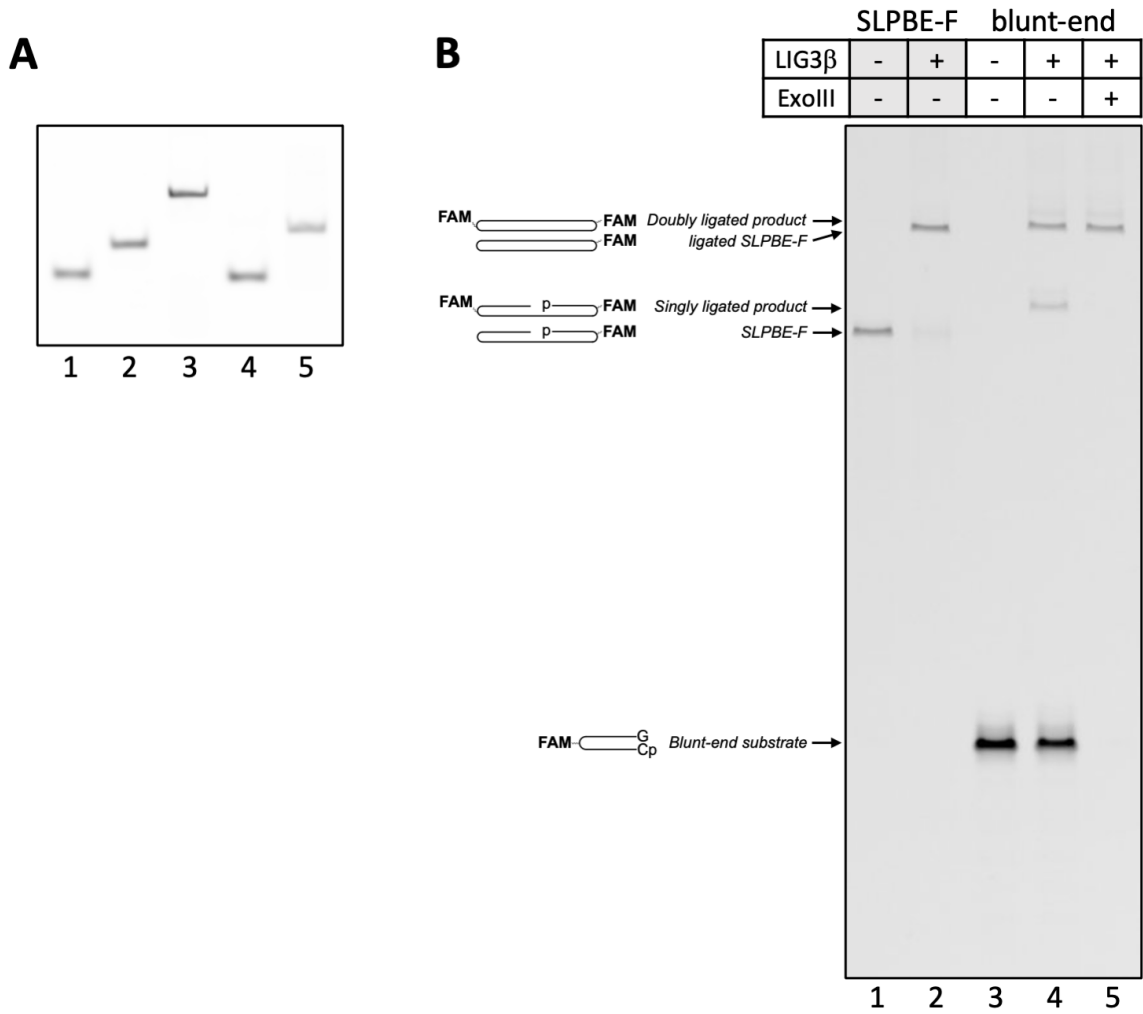 A
1 2 3 4 5
B
SLPBE-F blunt-end
LIG3β - + - + +
ExoIII - - - - +
FAM FAM Doubly ligated product
FAM ligated SLPBE-F
FAM p FAM Singly ligated product
p FAM SLPBE-F
FAM G Cp Blunt-end substrate
1 2 3 4 5